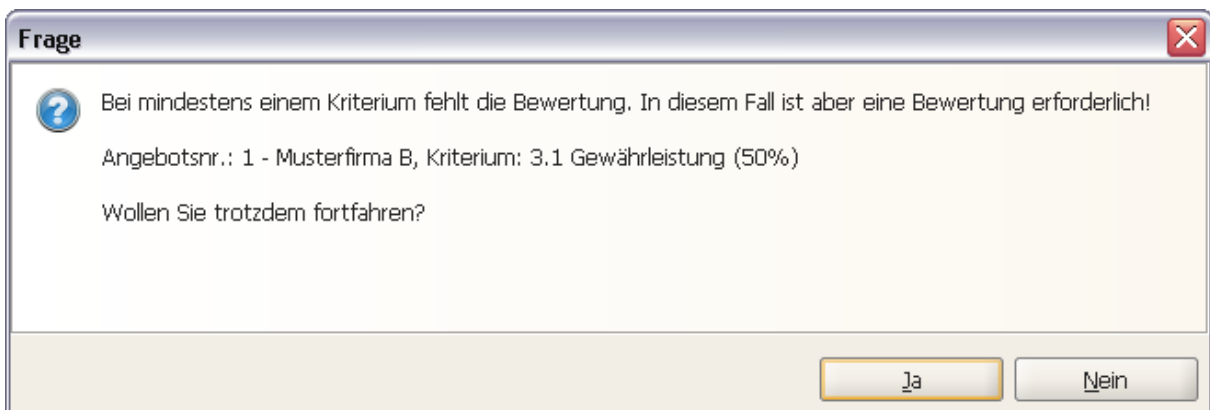 Frage
Bei mindestens einem Kriterium fehlt die Bewertung. In diesem Fall ist aber eine Bewertung erforderlich!
Angebotsnr.: 1 - Musterfirma B, Kriterium: 3.1 Gewährleistung (50%)
Wollen Sie trotzdem fortfahren?
Ja Nein